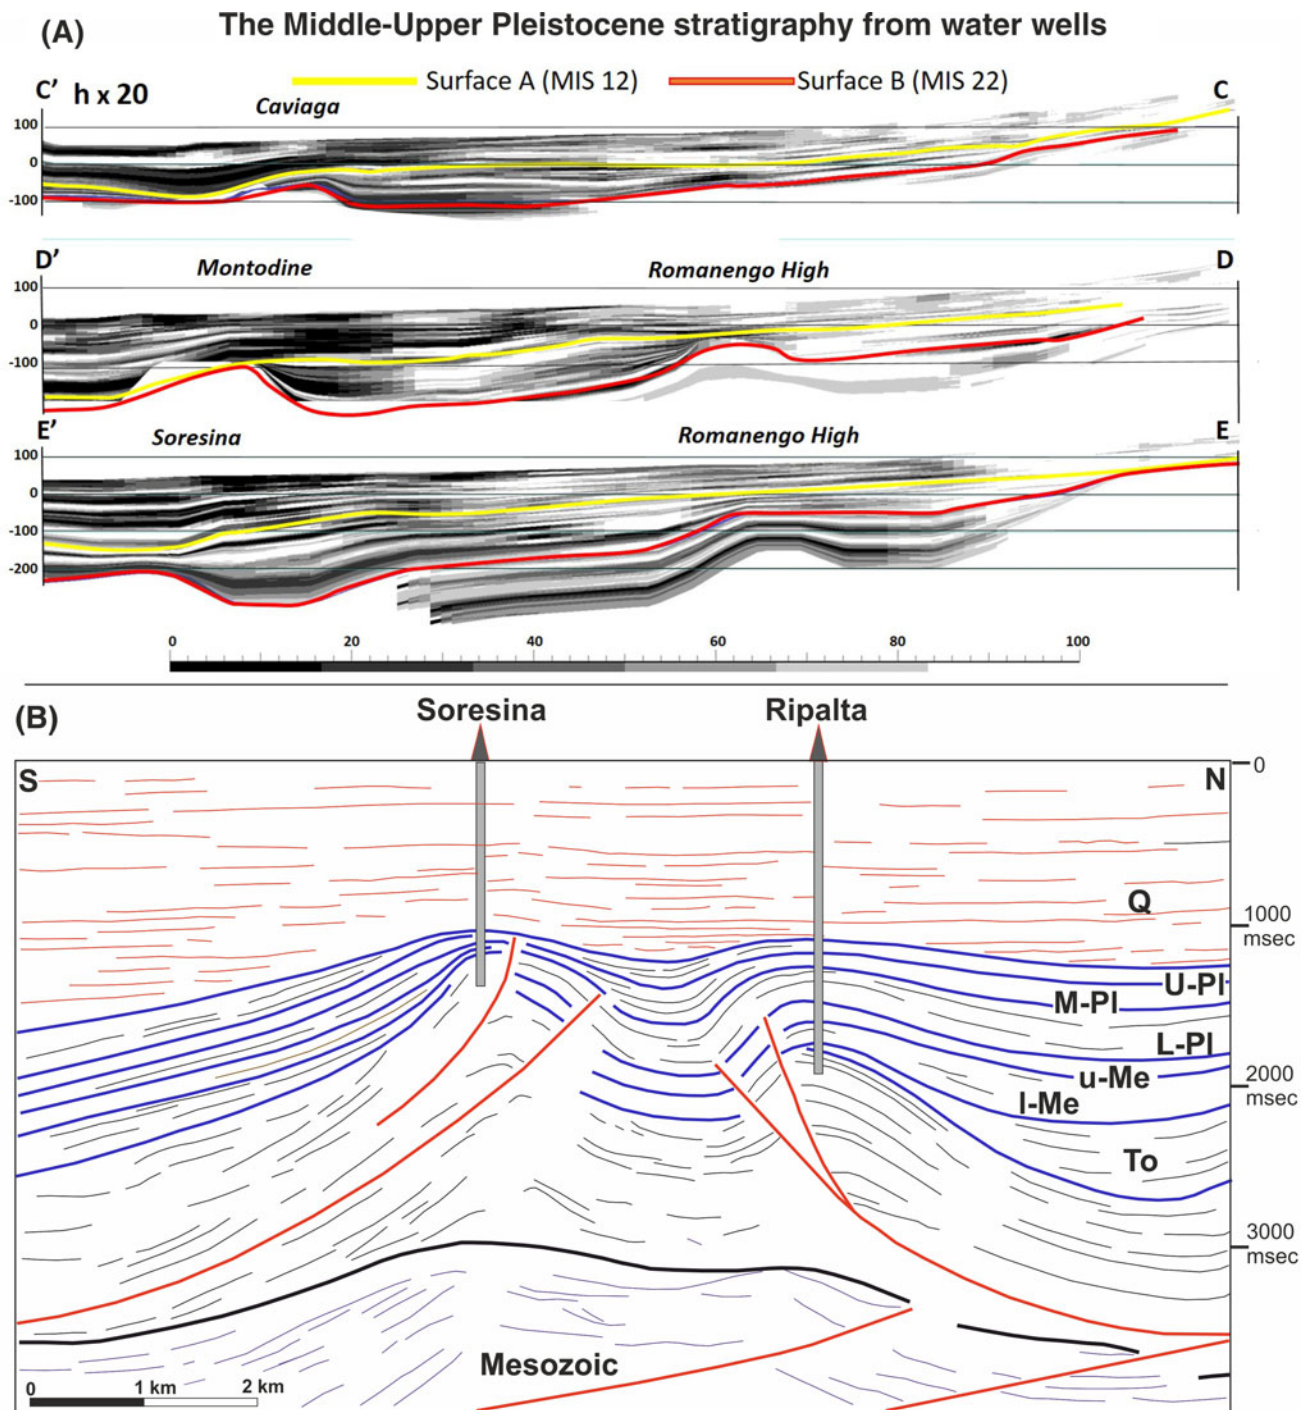 (A) The Middle-Upper Pleistocene stratigraphy from water wells
Surface A (MIS 12) Surface B (MIS 22)
C' h x 20 Caviaga C
100
0
-100
D' Montodine Romanengo High D
100
0
-100
E' Soresina Romanengo High E
100
0
-100
-200
0 20 40 60 80 100
(B) Soresina Ripalta
S N
0
Q
1000
msec
U-Pl
M-Pl
L-Pl
u-Me
2000
msec
l-Me
To
3000
msec
Mesozoic
0 1 km 2 km